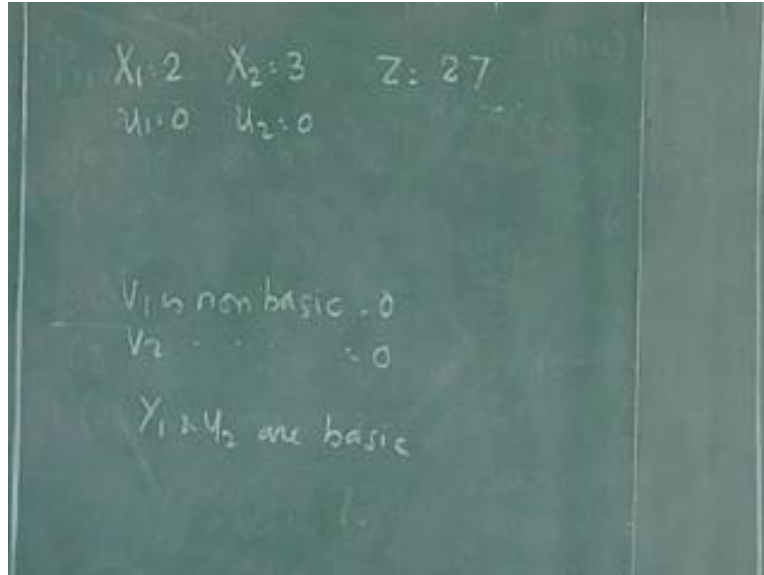 X₁ = 2 X₂ = 3 Z = 27
u₁ = 0 u₂ = 0
V₁ is non basic = 0
V₂ " " = 0
Y₁ & Y₂ are basic